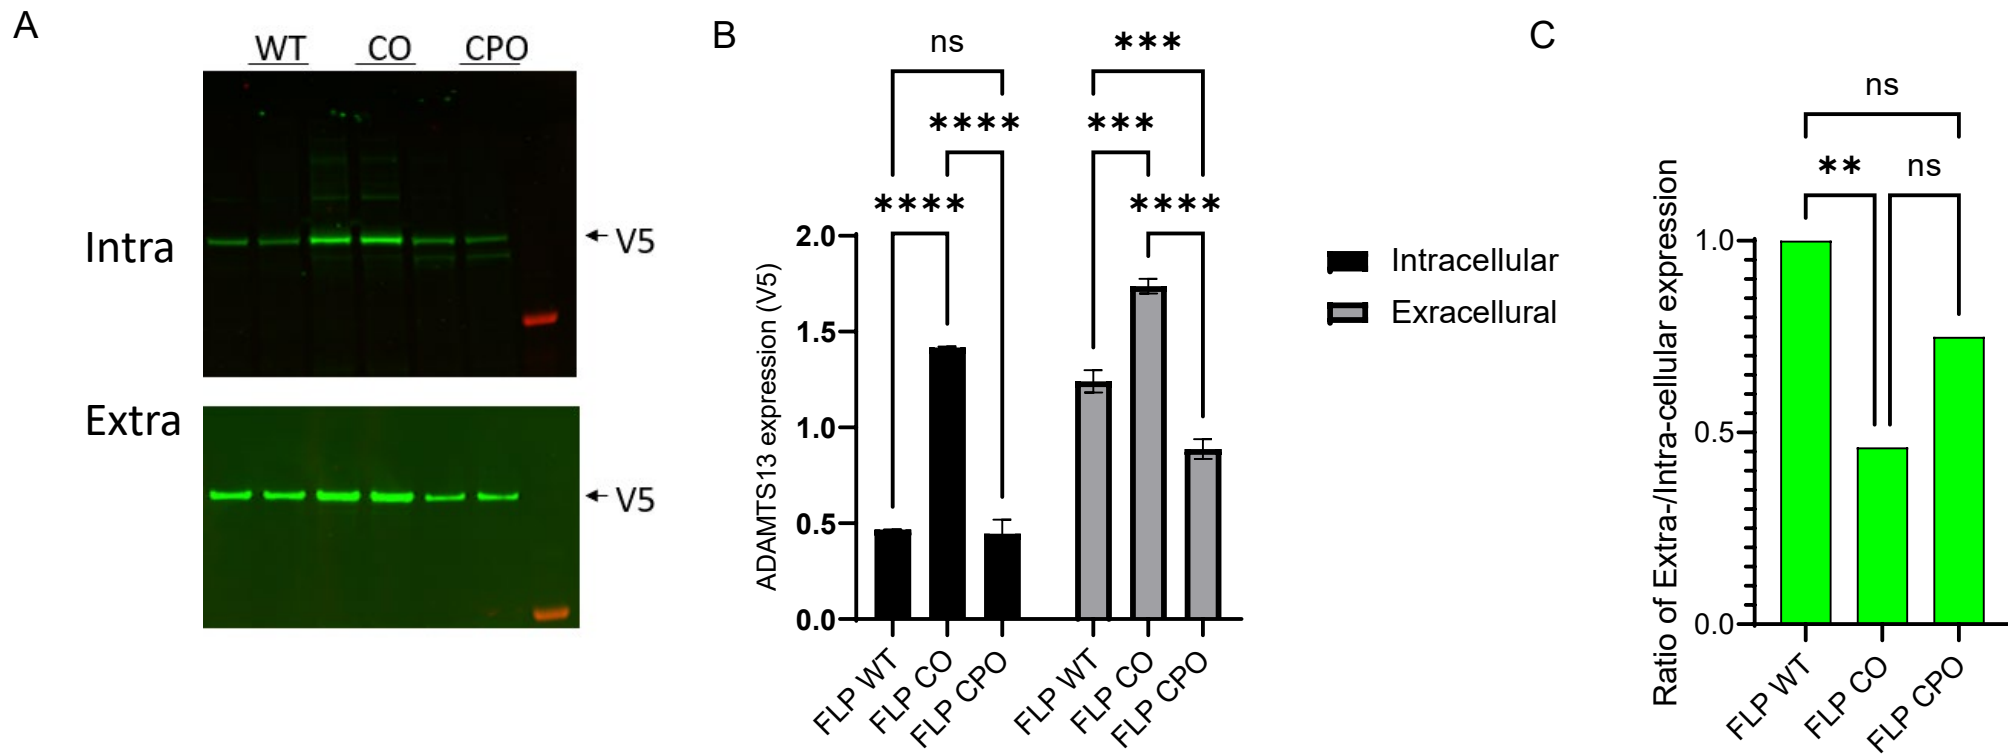 A
WT CO CPO
Intra
← V5
Extra
← V5
B
ns
***
****
***
****
****
ADAMTS13 expression (V5)
2.0
1.5
1.0
0.5
0.0
FLP WT
FLP CO
FLP CPO
FLP WT
FLP CO
FLP CPO
Intracellular
Exracellural
C
ns
**
ns
Ratio of Extra-/Intra-cellular expression
1.0
0.5
0.0
FLP WT
FLP CO
FLP CPO